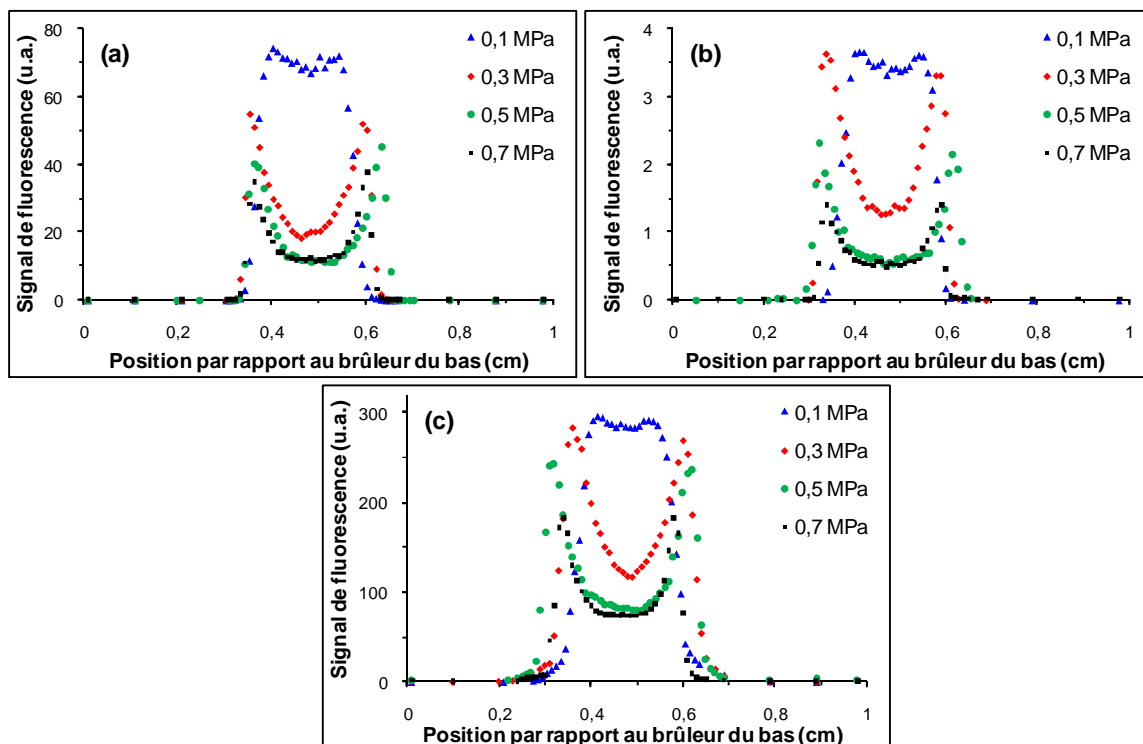 (a)
Signal de fluorescence (u.a.)
80
60
40
20
0
0,1 MPa
0,3 MPa
0,5 MPa
0,7 MPa
0
0,2
0,4
0,6
0,8
1
Position par rapport au brûleur du bas (cm)
(b)
Signal de fluorescence (u.a.)
4
3
2
1
0
0,1 MPa
0,3 MPa
0,5 MPa
0,7 MPa
0
0,2
0,4
0,6
0,8
1
Position par rapport au brûleur du bas (cm)
(c)
Signal de fluorescence (u.a.)
300
200
100
0
0,1 MPa
0,3 MPa
0,5 MPa
0,7 MPa
0
0,2
0,4
0,6
0,8
1
Position par rapport au brûleur du bas (cm)